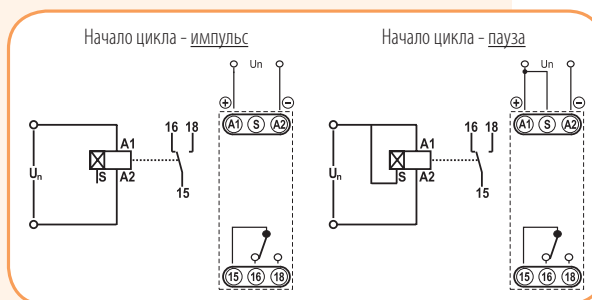 Начало цикла - импульс
Un
+ −
A1 S A2
16 18
A1
Un
S A2
15
15 16 18
Начало цикла - пауза
Un
+ −
A1 S A2
16 18
A1
Un
S A2
15
15 16 18